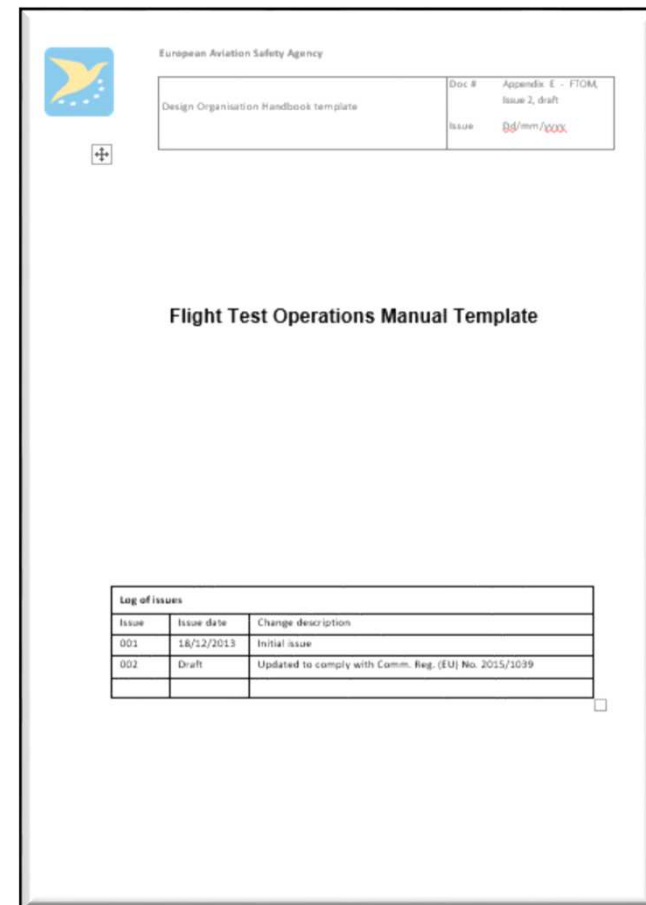 European Aviation Safety Agency
Design Organisation Handbook template
Doc # Appendix E - FTOM,
Issue 2, draft
Issue Dd/mm/yyyy
Flight Test Operations Manual Template
Log of issues
Issue Issue date Change description
001 18/12/2013 Initial issue
002 Draft Updated to comply with Comm. Reg. (EU) No. 2015/1039